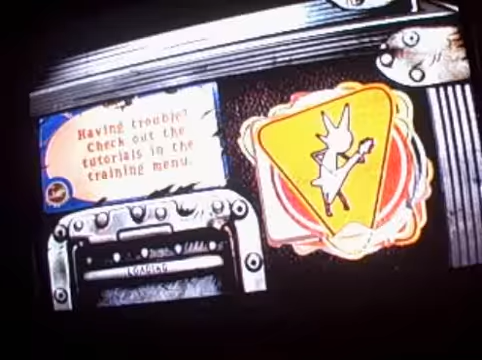 Having trouble?
Check out the
tutorials in the
training menu.
LOADING